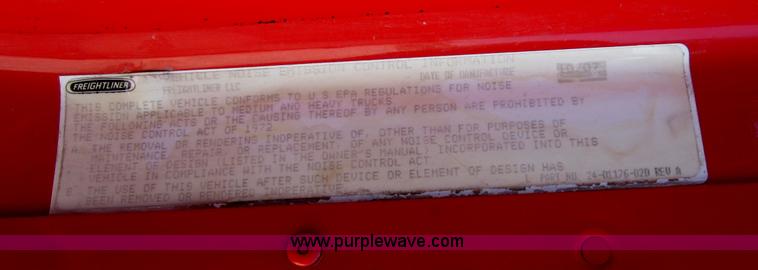 VEHICLE NOISE EMISSION CONTROL INFORMATION
FREIGHTLINER FREIGHTLINER LLC DATE OF MANUFACTURE 10/07
THIS COMPLETE VEHICLE CONFORMS TO U S EPA REGULATIONS FOR NOISE
EMISSION APPLICABLE TO MEDIUM AND HEAVY TRUCKS
THE FOLLOWING ACTS OR THE CAUSING THEREOF BY ANY PERSON ARE PROHIBITED BY
THE NOISE CONTROL ACT OF 1972
A. THE REMOVAL OR RENDERING INOPERATIVE OF, OTHER THAN FOR PURPOSES OF
MAINTENANCE, REPAIR, OR REPLACEMENT, OF ANY NOISE CONTROL DEVICE OR
ELEMENT OF DESIGN (LISTED IN THE OWNER'S MANUAL) INCORPORATED INTO THIS
VEHICLE IN COMPLIANCE WITH THE NOISE CONTROL ACT
B. THE USE OF THIS VEHICLE AFTER SUCH DEVICE OR ELEMENT OF DESIGN HAS
BEEN REMOVED OR RENDERED INOPERATIVE
PART NO. 24-01176-020 REV A
www.purplewave.com